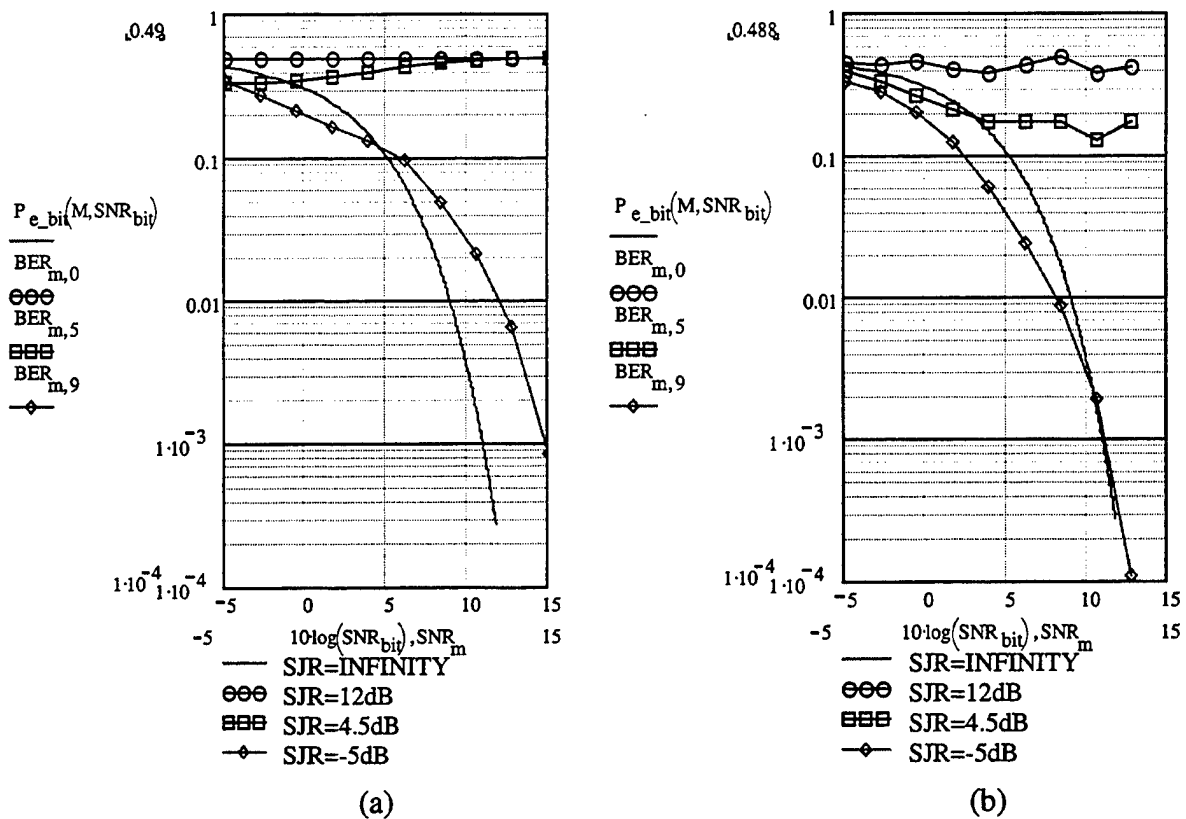 0.49
1
0.1
0.01
1·10⁻³
1·10⁻⁴ 1·10⁻⁴
P e_bit(M,SNR bit)
BER m,0
BER m,5
BER m,9
-5 0 5 10 15
-5 10·log(SNR bit),SNR m 15
SJR=INFINITY
SJR=12dB
SJR=4.5dB
SJR=-5dB
(a)
0.488
1
0.1
0.01
1·10⁻³
1·10⁻⁴ 1·10⁻⁴
P e_bit(M,SNR bit)
BER m,0
BER m,5
BER m,9
-5 0 5 10 15
-5 10·log(SNR bit),SNR m 15
SJR=INFINITY
SJR=12dB
SJR=4.5dB
SJR=-5dB
(b)